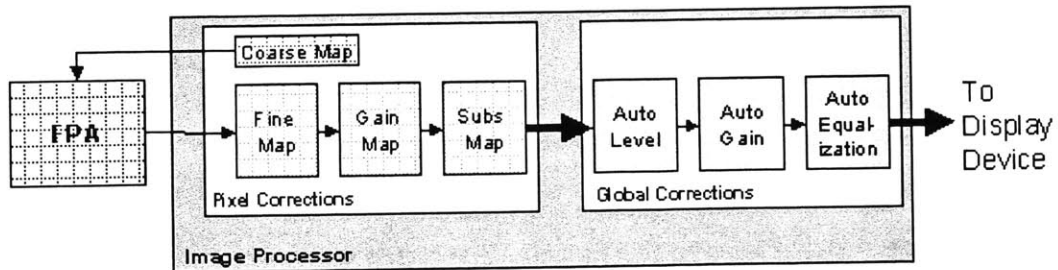 Coarse Map
FPA
Fine
Map
Gain
Map
Subs
Map
Pixel Corrections
Auto
Level
Auto
Gain
Auto
Equal-
ization
Global Corrections
To
Display
Device
Image Processor